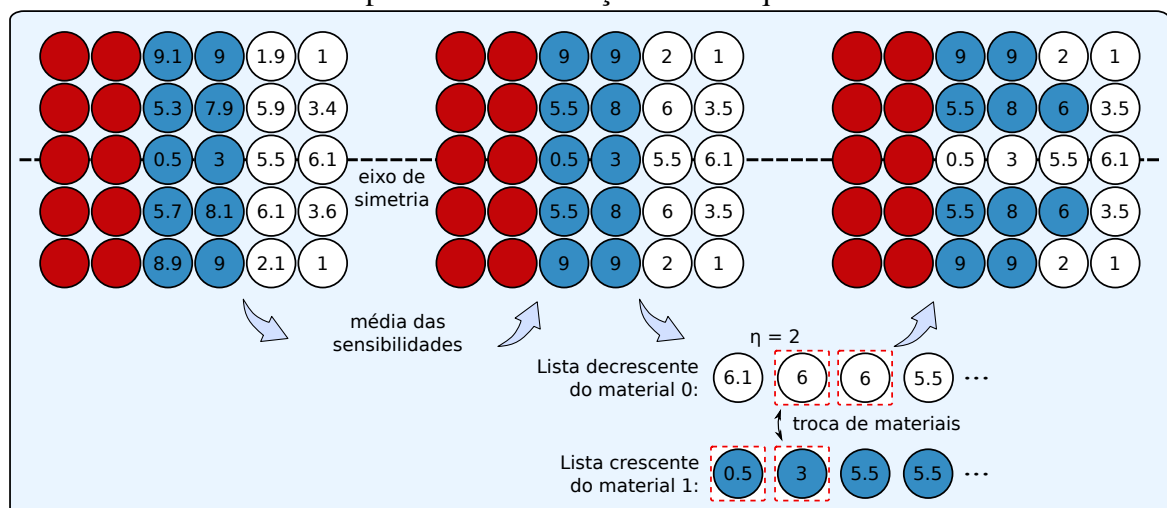 9.1 9 1.9 1 9 9 2 1 9 9 2 1
5.3 7.9 5.9 3.4 5.5 8 6 3.5 5.5 8 6 3.5
0.5 3 5.5 6.1 0.5 3 5.5 6.1 0.5 3 5.5 6.1
eixo de
simetria
5.7 8.1 6.1 3.6 5.5 8 6 3.5 5.5 8 6 3.5
8.9 9 2.1 1 9 9 2 1 9 9 2 1
média das
sensibilidades
η = 2
Lista decrescente
do material 0:
6.1 6 6 5.5 ...
troca de materiais
Lista crescente
do material 1:
0.5 3 5.5 5.5 ...